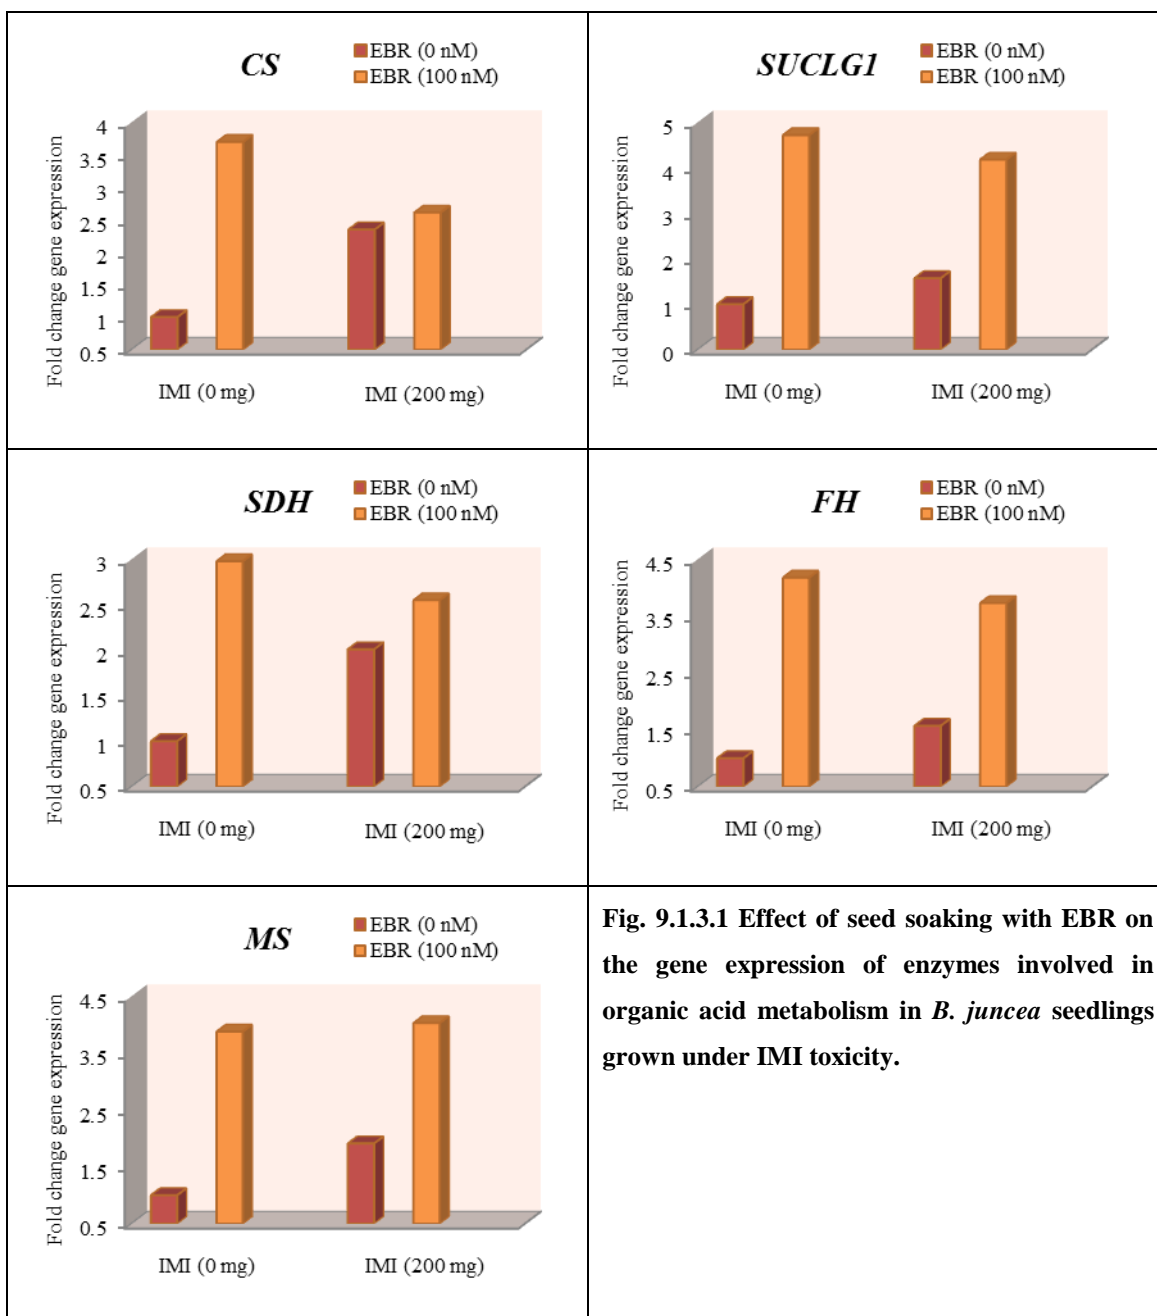 CS
EBR (0 nM)
EBR (100 nM)
Fold change gene expression
4
3.5
3
2.5
2
1.5
1
0.5
IMI (0 mg)
IMI (200 mg)
SUCLG1
EBR (0 nM)
EBR (100 nM)
Fold change gene expression
5
4
3
2
1
0
IMI (0 mg)
IMI (200 mg)
SDH
EBR (0 nM)
EBR (100 nM)
Fold change gene expression
3
2.5
2
1.5
1
0.5
IMI (0 mg)
IMI (200 mg)
FH
EBR (0 nM)
EBR (100 nM)
Fold change gene expression
4.5
3.5
2.5
1.5
0.5
IMI (0 mg)
IMI (200 mg)
MS
EBR (0 nM)
EBR (100 nM)
Fold change gene expression
4.5
3.5
2.5
1.5
0.5
IMI (0 mg)
IMI (200 mg)
Fig. 9.1.3.1 Effect of seed soaking with EBR on
the gene expression of enzymes involved in
organic acid metabolism in B. juncea seedlings
grown under IMI toxicity.